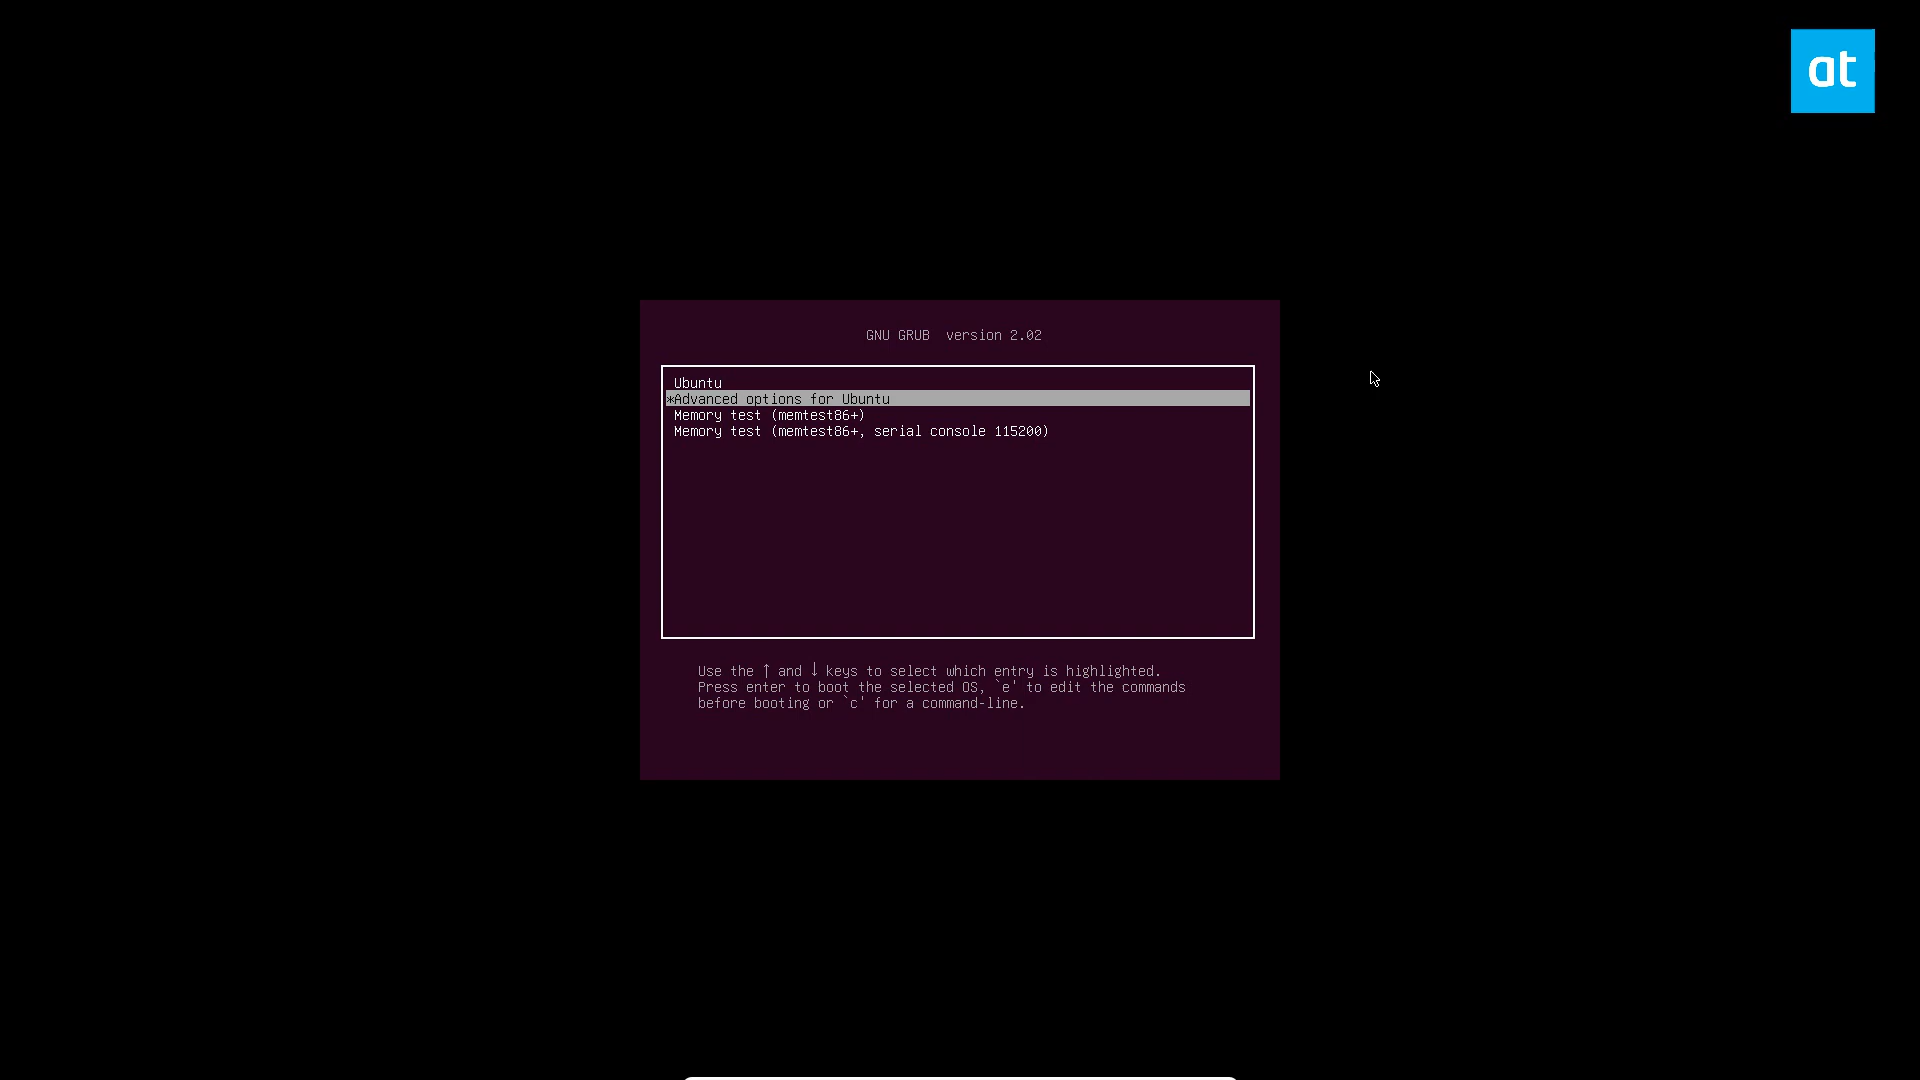 at
GNU GRUB  version 2.02
Ubuntu
*Advanced options for Ubuntu
Memory test (memtest86+)
Memory test (memtest86+, serial console 115200)
Use the ↑ and ↓ keys to select which entry is highlighted.
Press enter to boot the selected OS, `e' to edit the commands
before booting or `c' for a command-line.